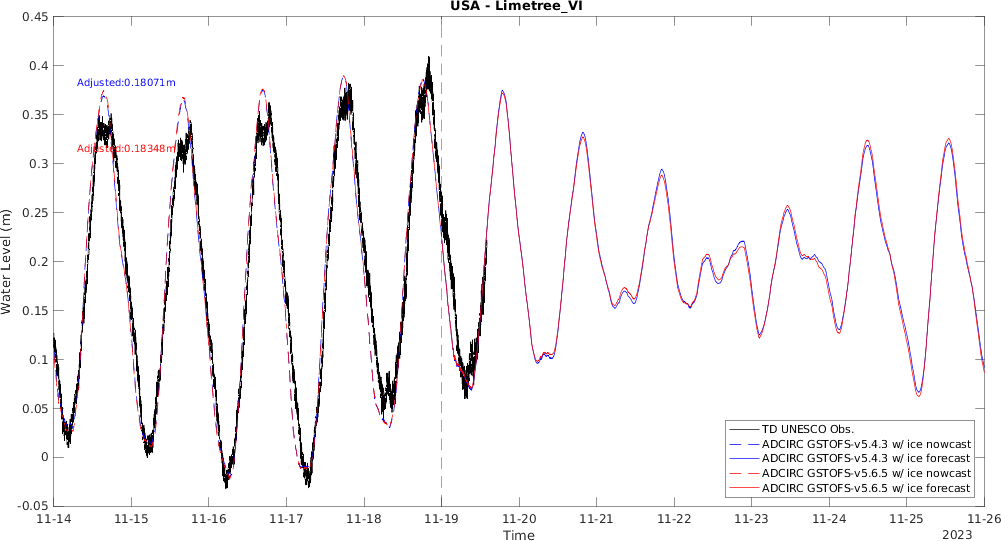 USA - Limetree_VI
0.45
0.4
0.35
0.3
0.25
0.2
0.15
0.1
0.05
0
-0.05
Water Level (m)
Adjusted:0.18071m
Adjusted:0.18348m
TD UNESCO Obs.
ADCIRC GSTOFS-v5.4.3 w/ ice nowcast
ADCIRC GSTOFS-v5.4.3 w/ ice forecast
ADCIRC GSTOFS-v5.6.5 w/ ice nowcast
ADCIRC GSTOFS-v5.6.5 w/ ice forecast
11-14 11-15 11-16 11-17 11-18 11-19 11-20 11-21 11-22 11-23 11-24 11-25 11-26
Time
2023